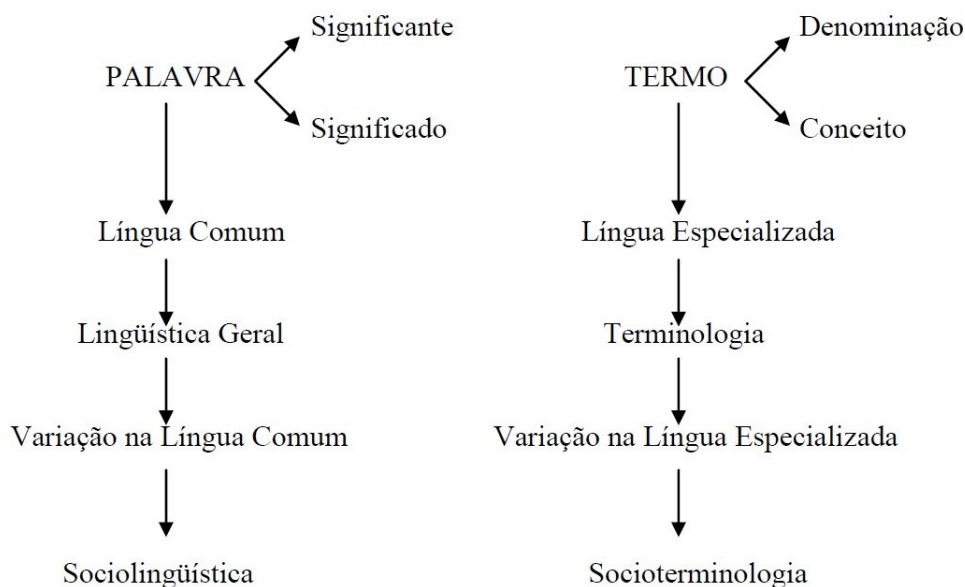 Significante
PALAVRA
Significado
Língua Comum
Lingüística Geral
Variação na Língua Comum
Sociolingüística
Denominação
TERMO
Conceito
Língua Especializada
Terminologia
Variação na Língua Especializada
Socioterminologia